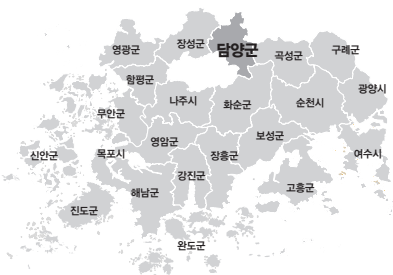 장성군
담양군
영광군
곡성군
구례군
함평군
광양시
나주시
화순군
순천시
무안군
영암군
보성군
신안군
목포시
장흥군
여수시
강진군
고흥군
해남군
진도군
완도군